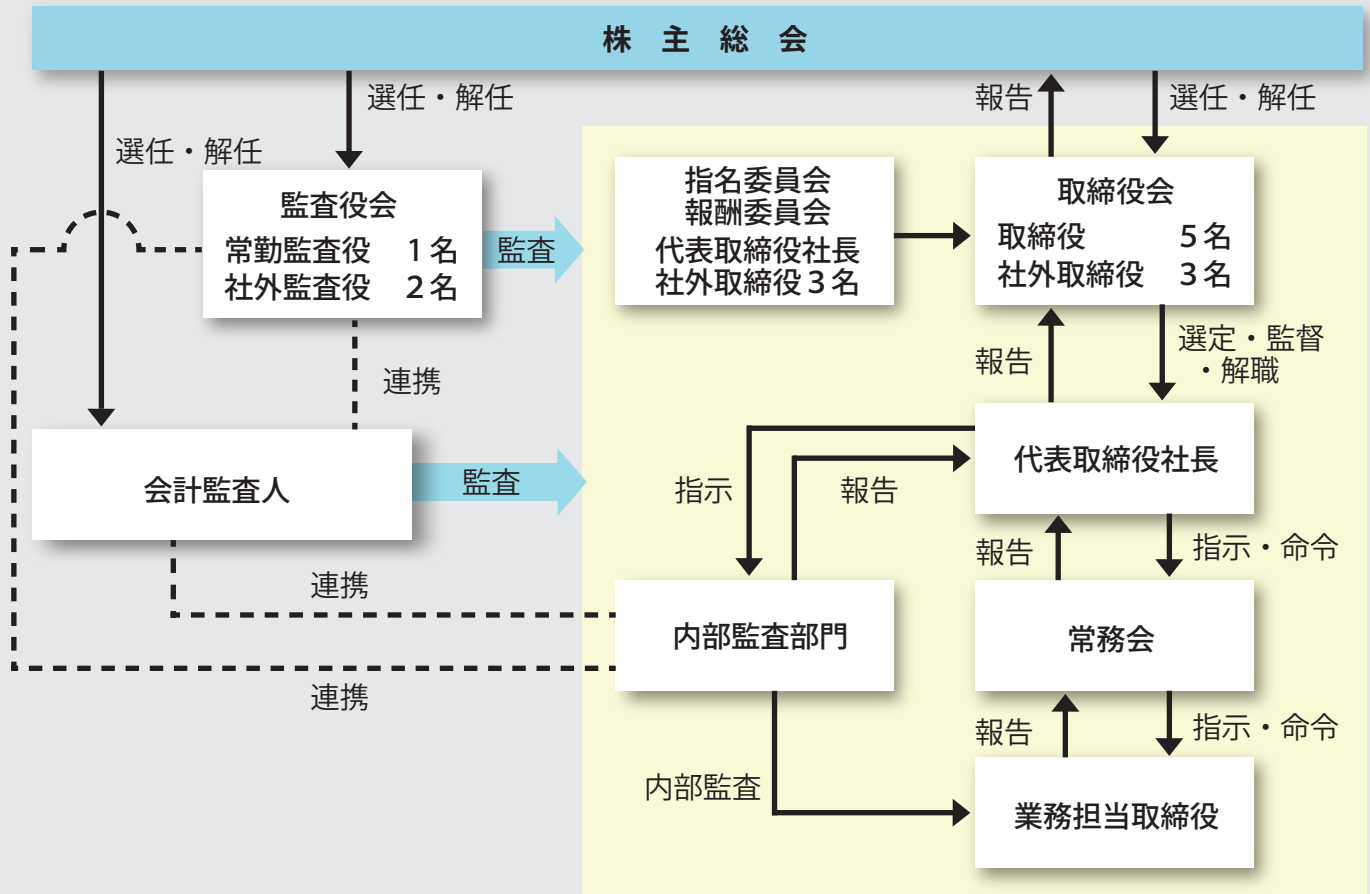 株主総会
選任・解任
報告
選任・解任
選任・解任
監査役会
常勤監査役 1名
社外監査役 2名
監査
指名委員会
報酬委員会
代表取締役社長
社外取締役3名
取締役会
取締役 5名
社外取締役 3名
連携
報告
選定・監督
・解職
会計監査人
監査
指示
報告
代表取締役社長
報告
指示・命令
連携
内部監査部門
常務会
連携
報告
指示・命令
内部監査
業務担当取締役